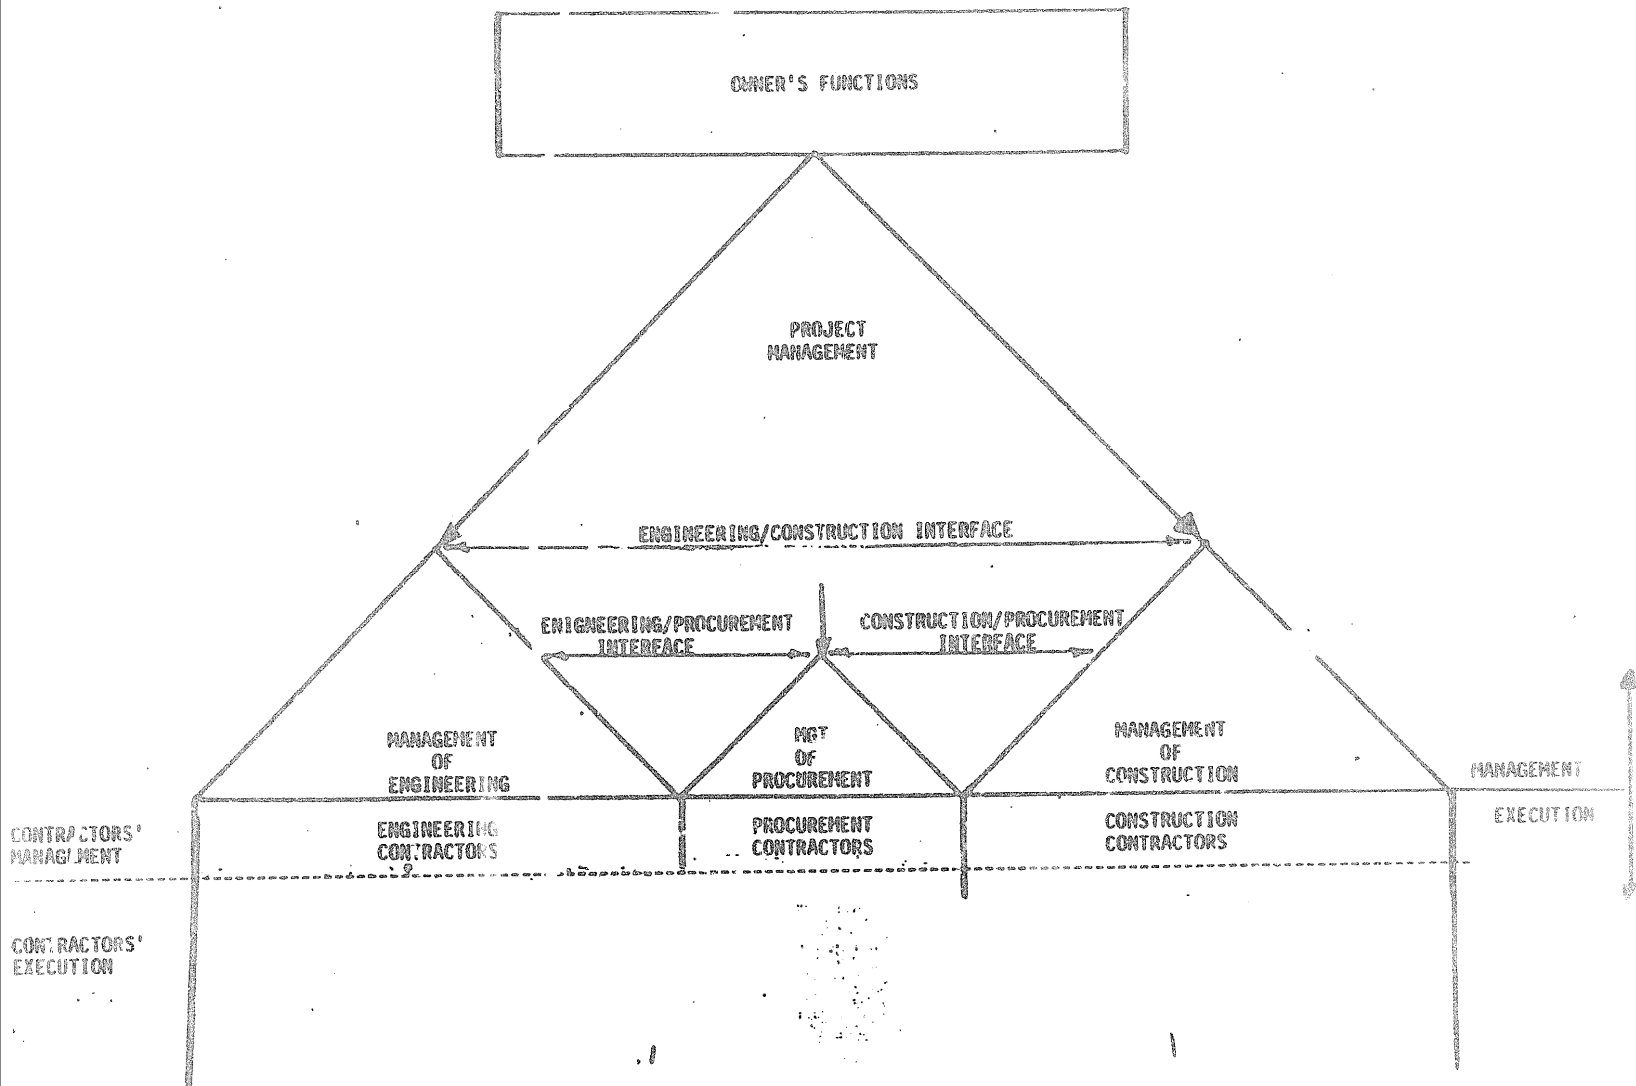 OWNER'S FUNCTIONS
PROJECT
MANAGEMENT
ENGINEERING/CONSTRUCTION INTERFACE
ENIGNEERING/PROCUREMENT
INTERFACE
CONSTRUCTION/PROCUREMENT
INTERFACE
MANAGEMENT
OF
ENGINEERING
MGT
OF
PROCUREMENT
MANAGEMENT
OF
CONSTRUCTION
MANAGEMENT
EXECUTION
CONTRACTORS'
MANAGEMENT
ENGINEERING
CONTRACTORS
PROCUREMENT
CONTRACTORS
CONSTRUCTION
CONTRACTORS
CONTRACTORS'
EXECUTION